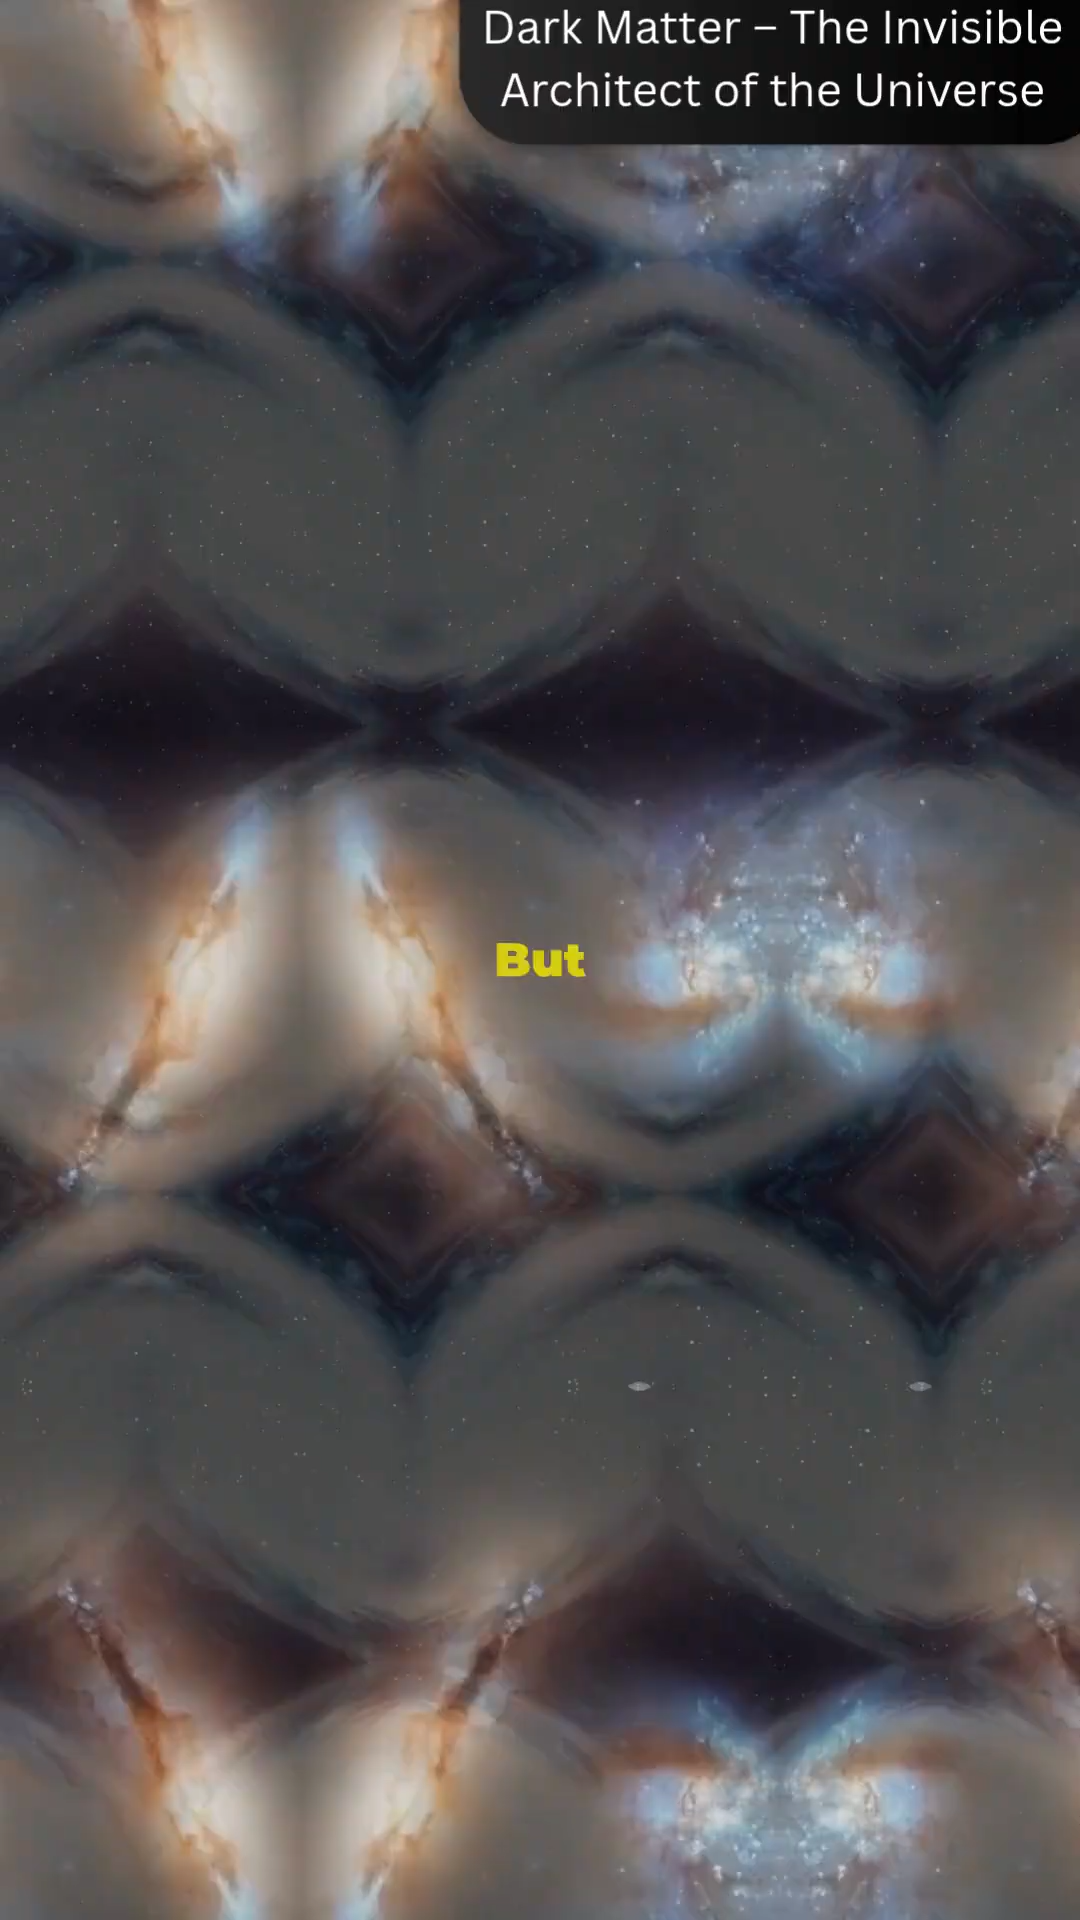 Dark Matter – The Invisible
Architect of the Universe
But